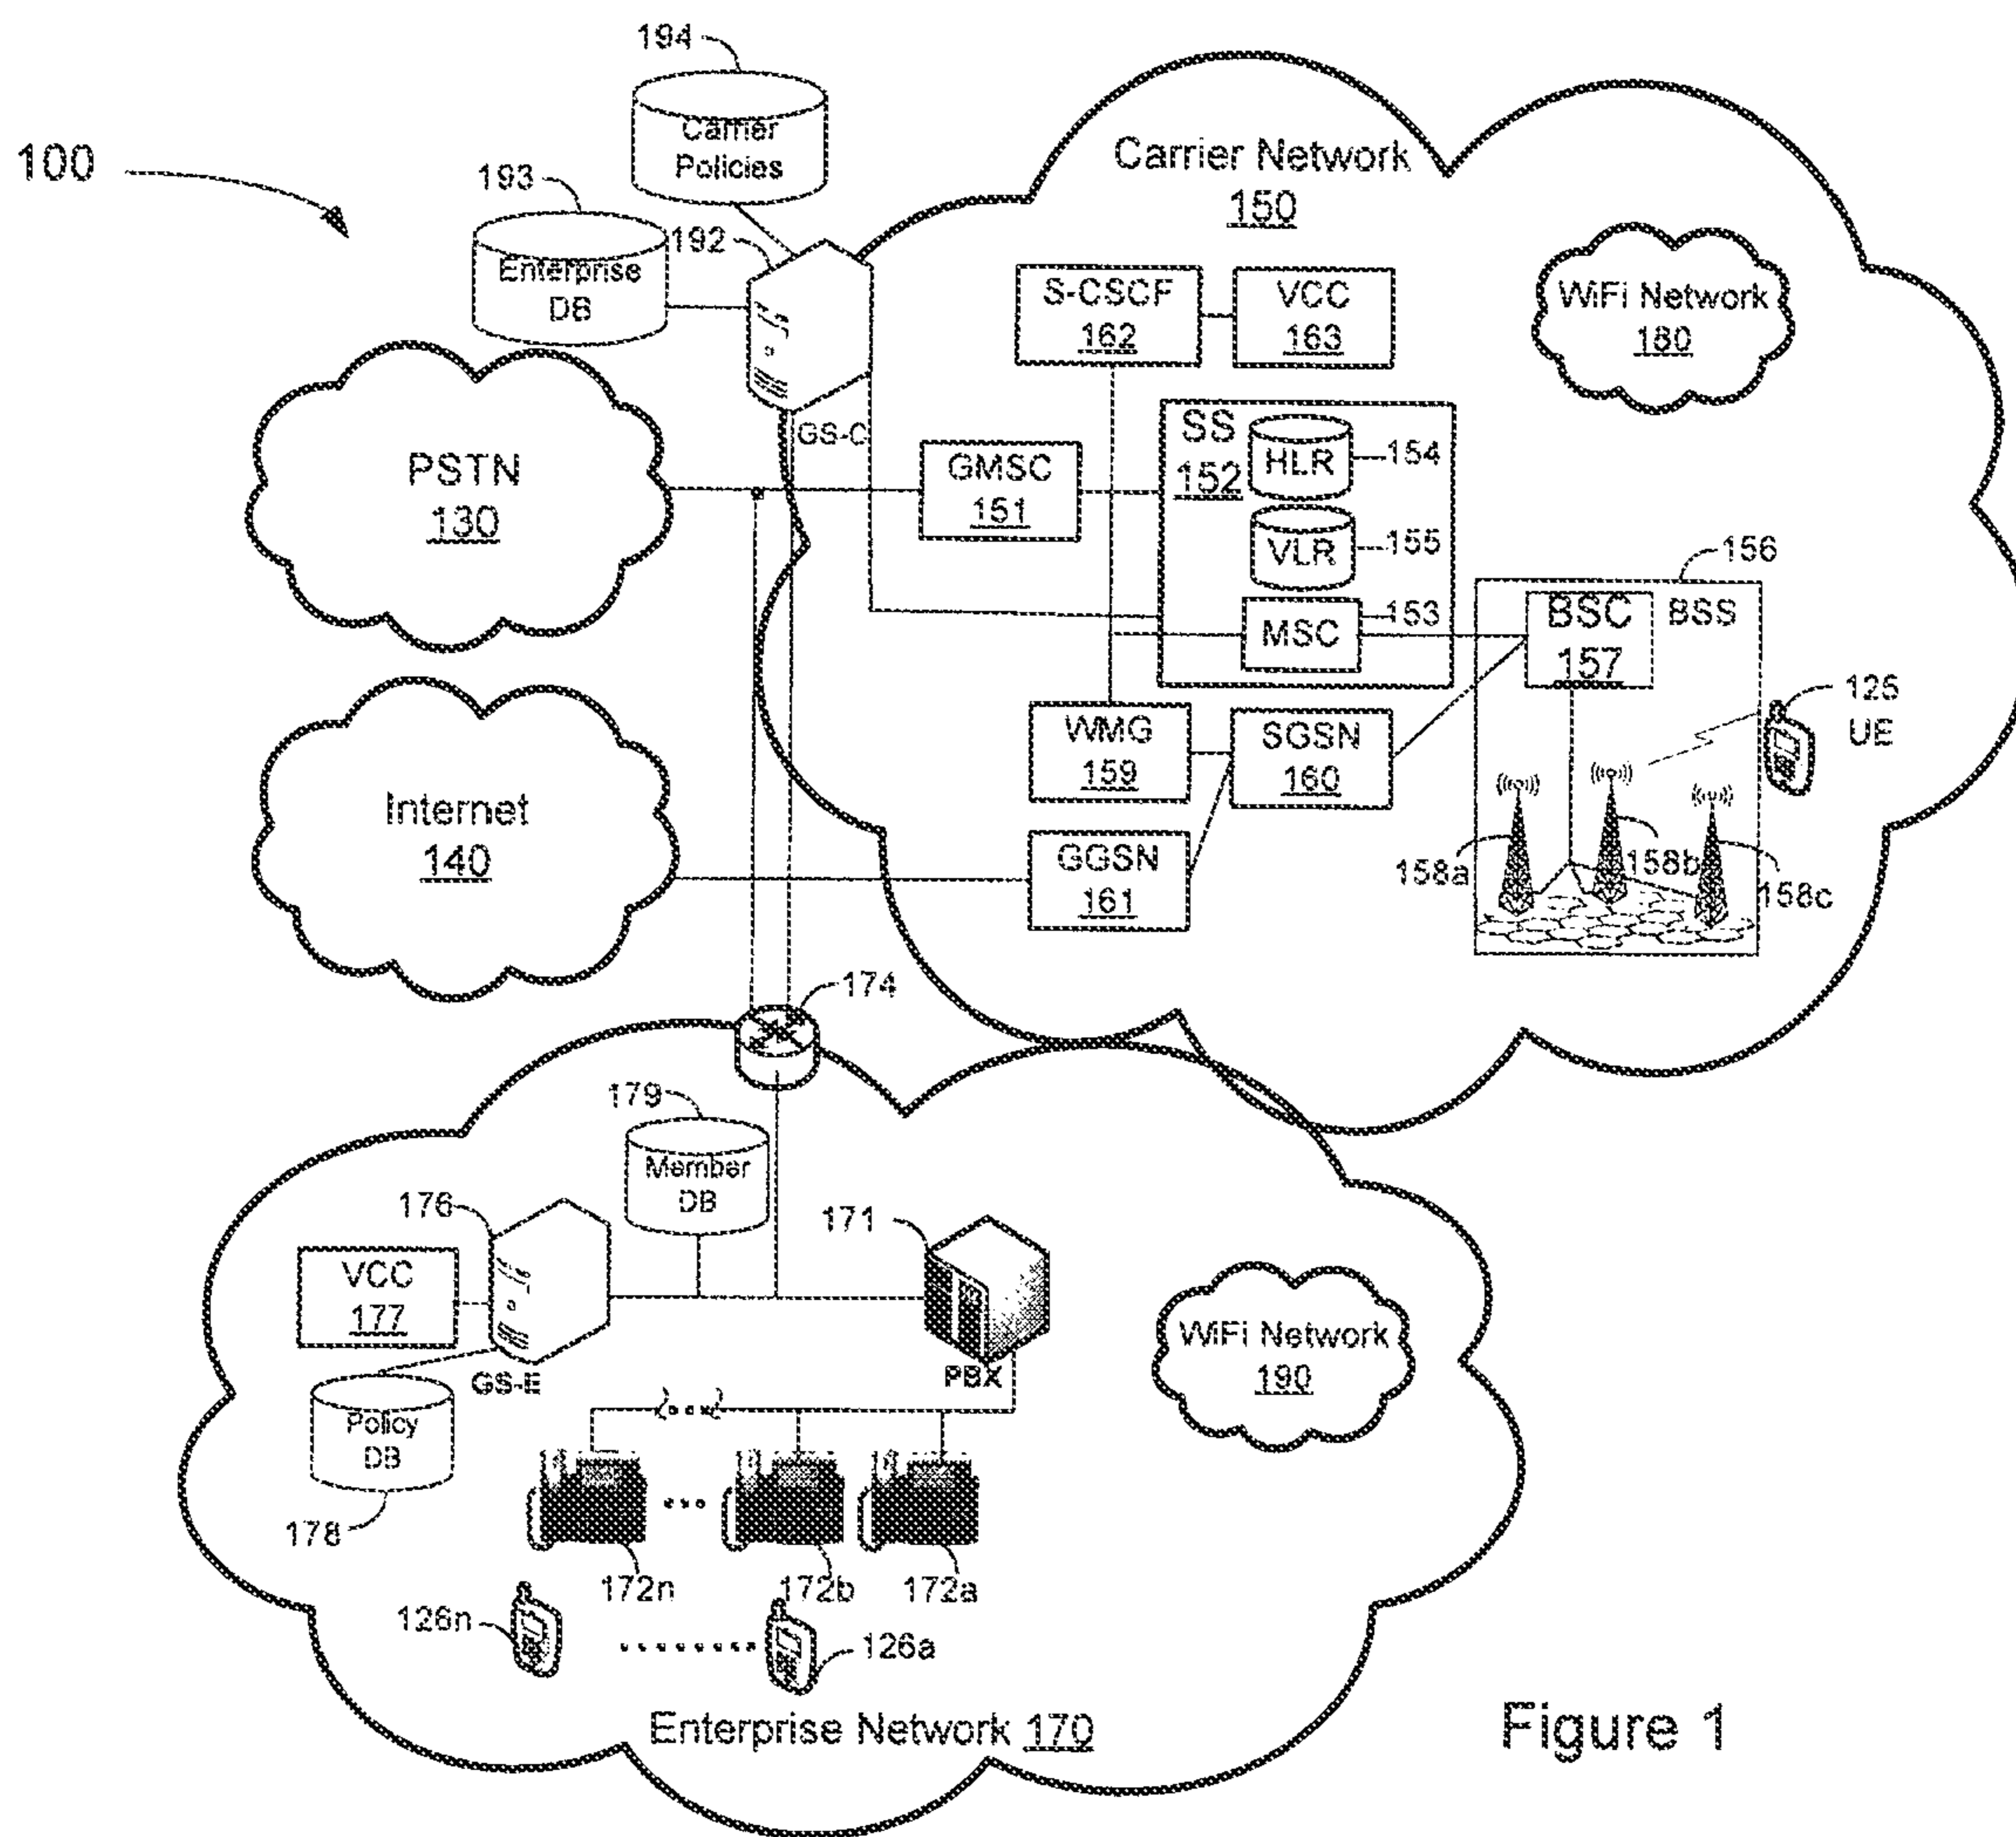 194
Carrier
Policies
100
193
Enterprise
DB
192
GS-C
Carrier Network
150
WiFi Network
180
S-CSCF
162
VCC
163
PSTN
130
GMSC
151
SS
152
HLR
154
VLR
155
MSC
153
156
BSC
157
BSS
125
UE
WMG
159
SGSN
160
Internet
140
GGSN
161
158a
158b
158c
174
179
Member
DB
176
171
VCC
177
GS-E
PBX
WiFi Network
190
Policy
DB
178
172n
172b
172a
126n
126a
Enterprise Network 170
Figure 1